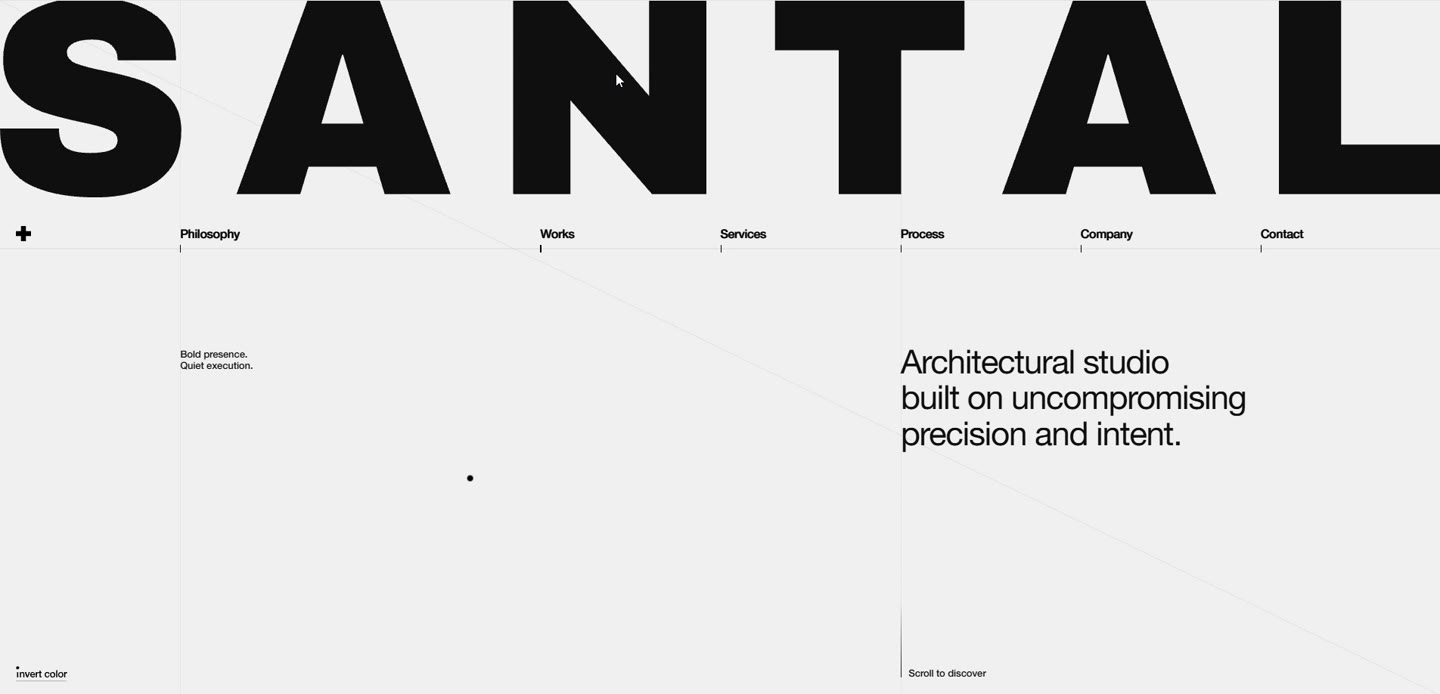 SANTAL
Philosophy
Works
Services
Process
Company
Contact
Bold presence.
Quiet execution.
Architectural studio
built on uncompromising
precision and intent.
invert color
Scroll to discover